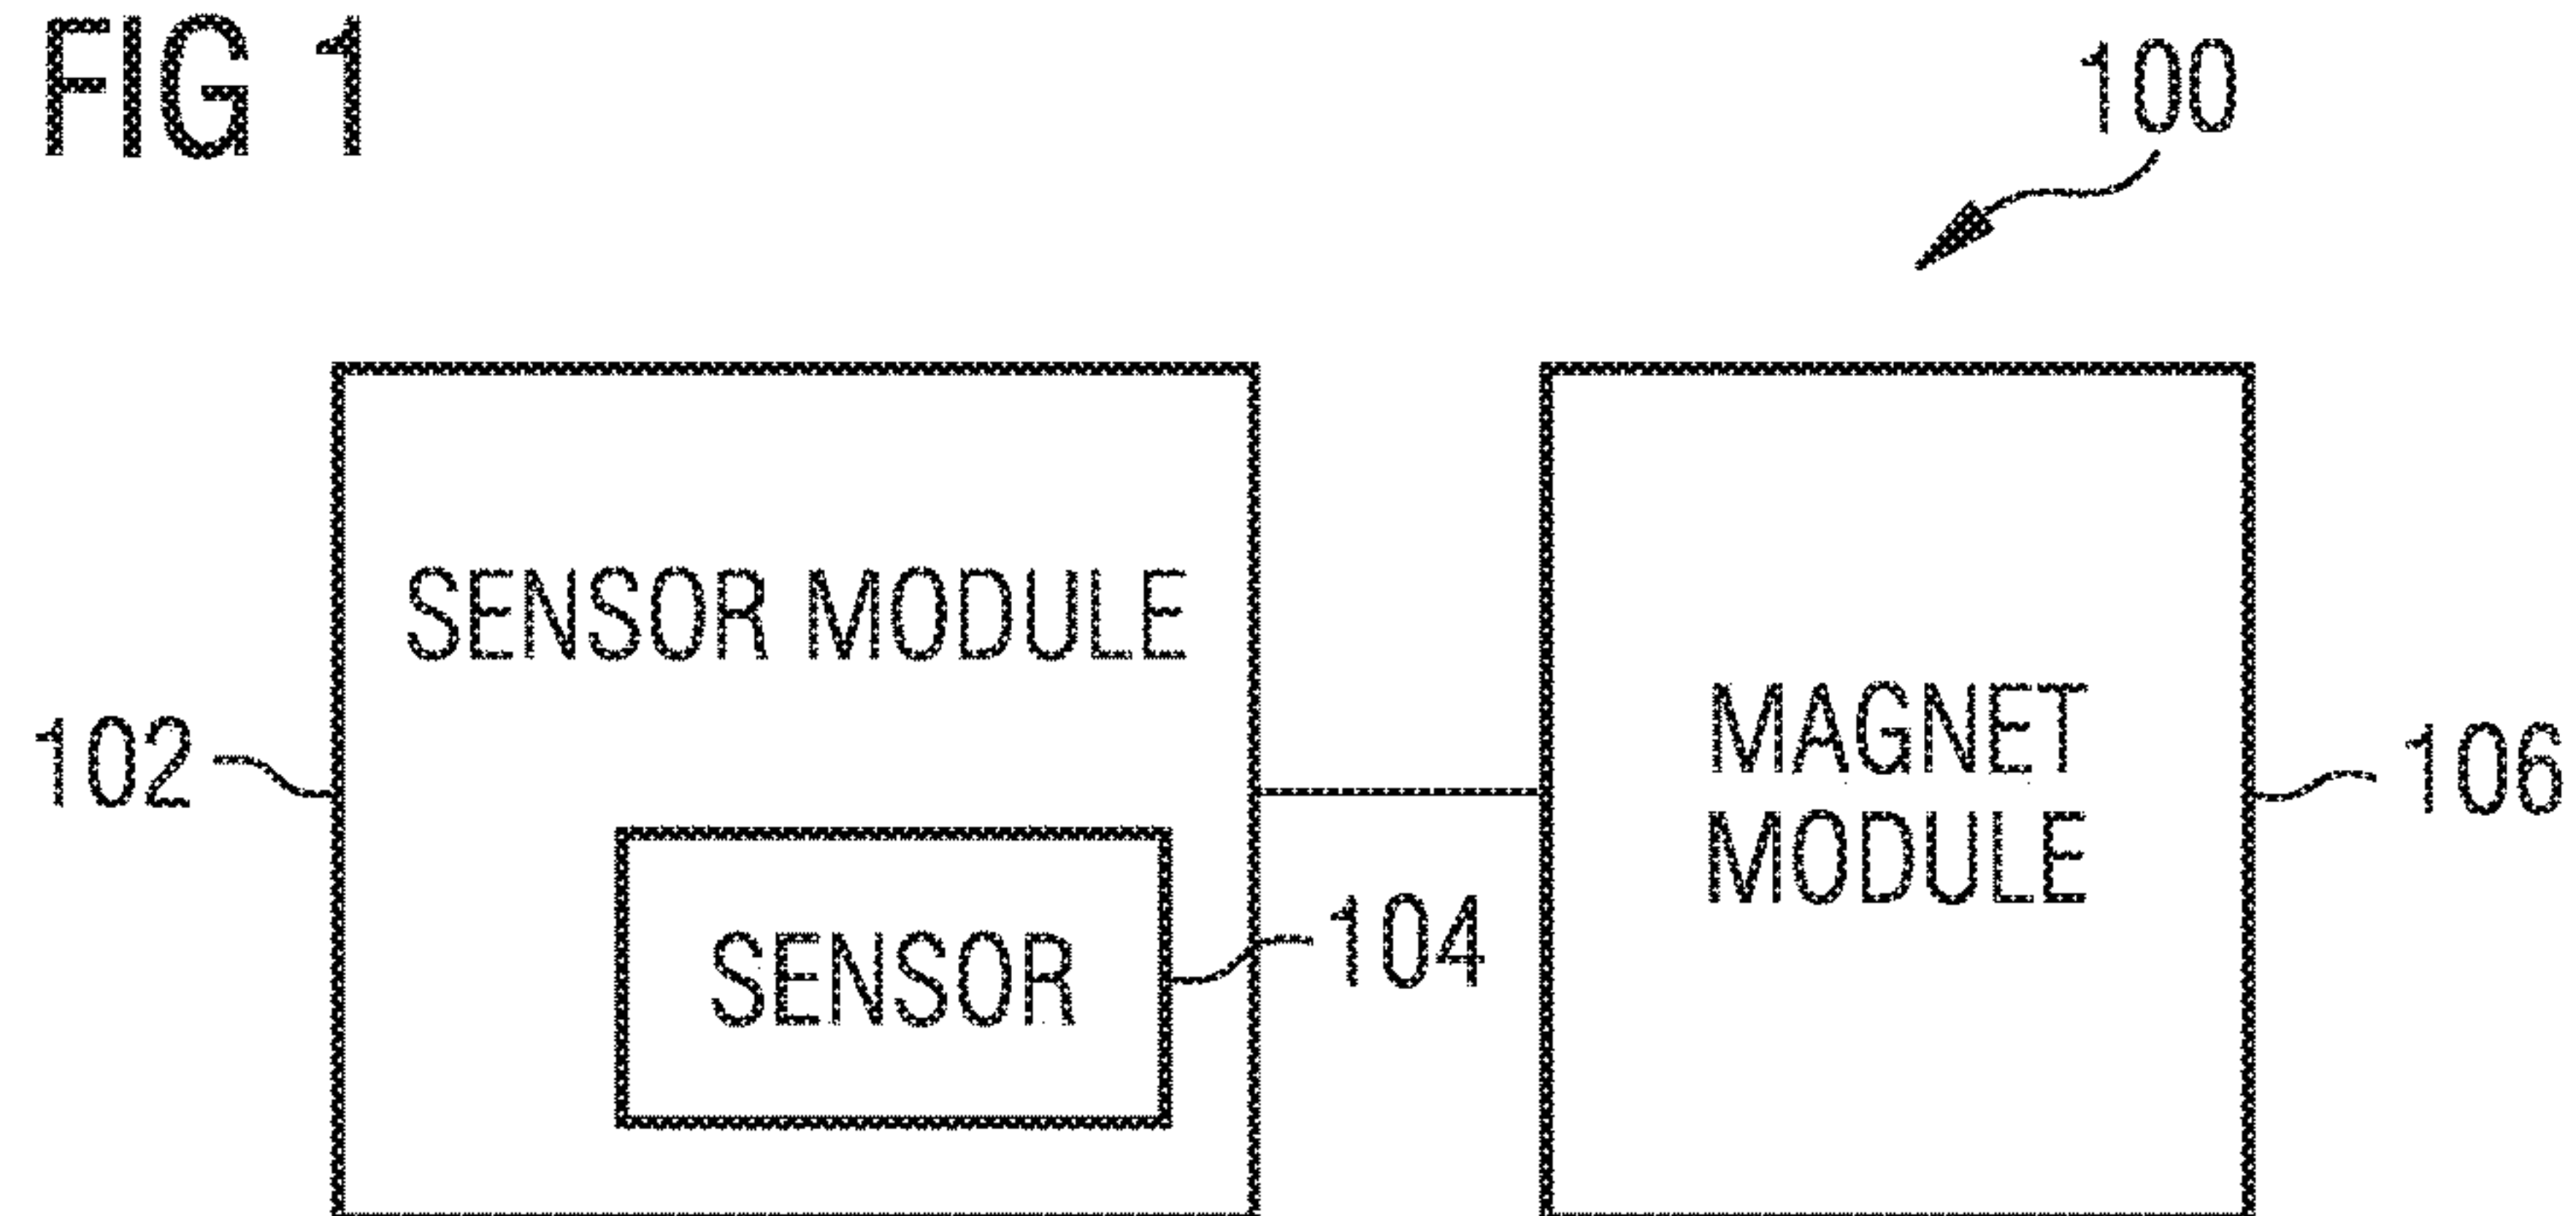 FIG 1
100
SENSOR MODULE
102
SENSOR
104
MAGNET
MODULE
106